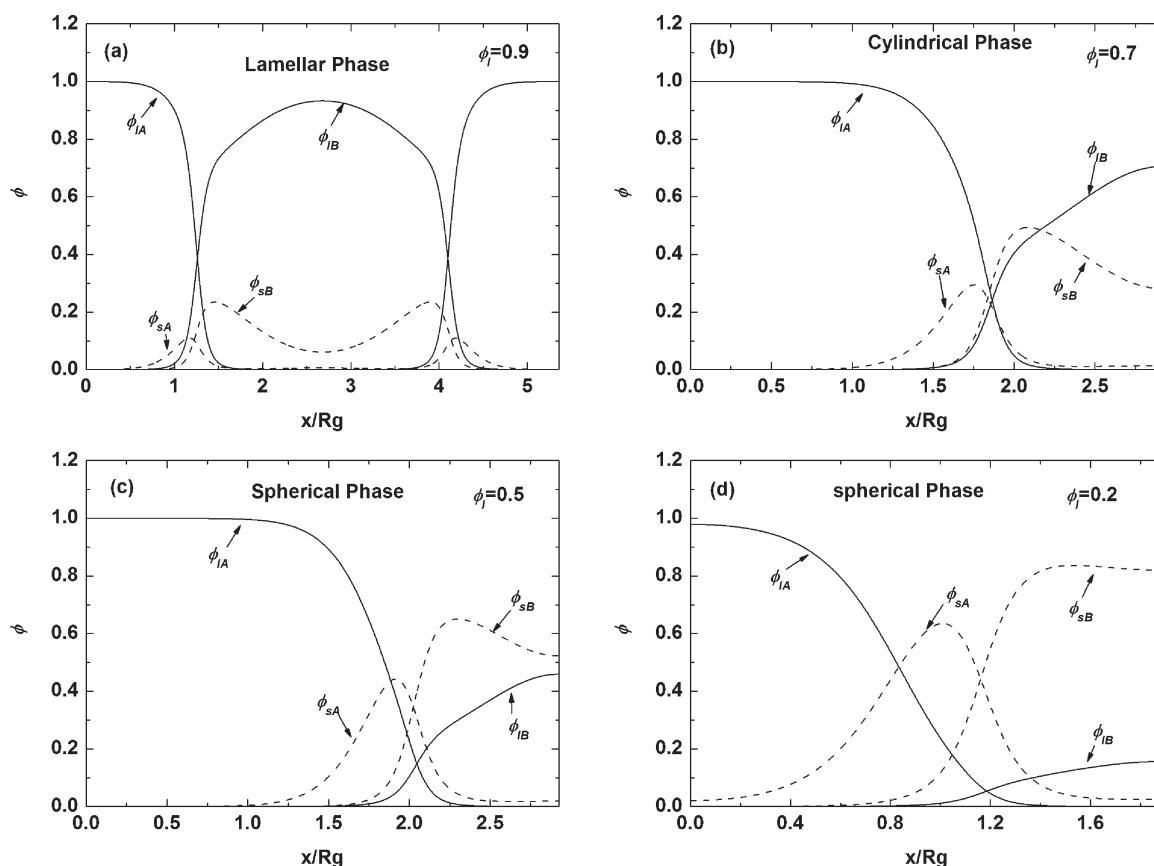 (a)
Lamellar Phase
ϕl=0.9
ϕlA
ϕlB
ϕsB
ϕsA
ϕ
1.2
1.0
0.8
0.6
0.4
0.2
0.0
0 1 2 3 4 5
x/Rg
(b)
Cylindrical Phase
ϕl=0.7
ϕlA
ϕlB
ϕsA
ϕsB
ϕ
1.2
1.0
0.8
0.6
0.4
0.2
0.0
0.0 0.5 1.0 1.5 2.0 2.5
x/Rg
(c)
Spherical Phase
ϕl=0.5
ϕlA
ϕsB
ϕsA
ϕlB
ϕ
1.2
1.0
0.8
0.6
0.4
0.2
0.0
0.0 0.5 1.0 1.5 2.0 2.5
x/Rg
(d)
spherical Phase
ϕl=0.2
ϕlA
ϕsA
ϕsB
ϕlB
ϕ
1.2
1.0
0.8
0.6
0.4
0.2
0.0
0.0 0.4 0.8 1.2 1.6
x/Rg